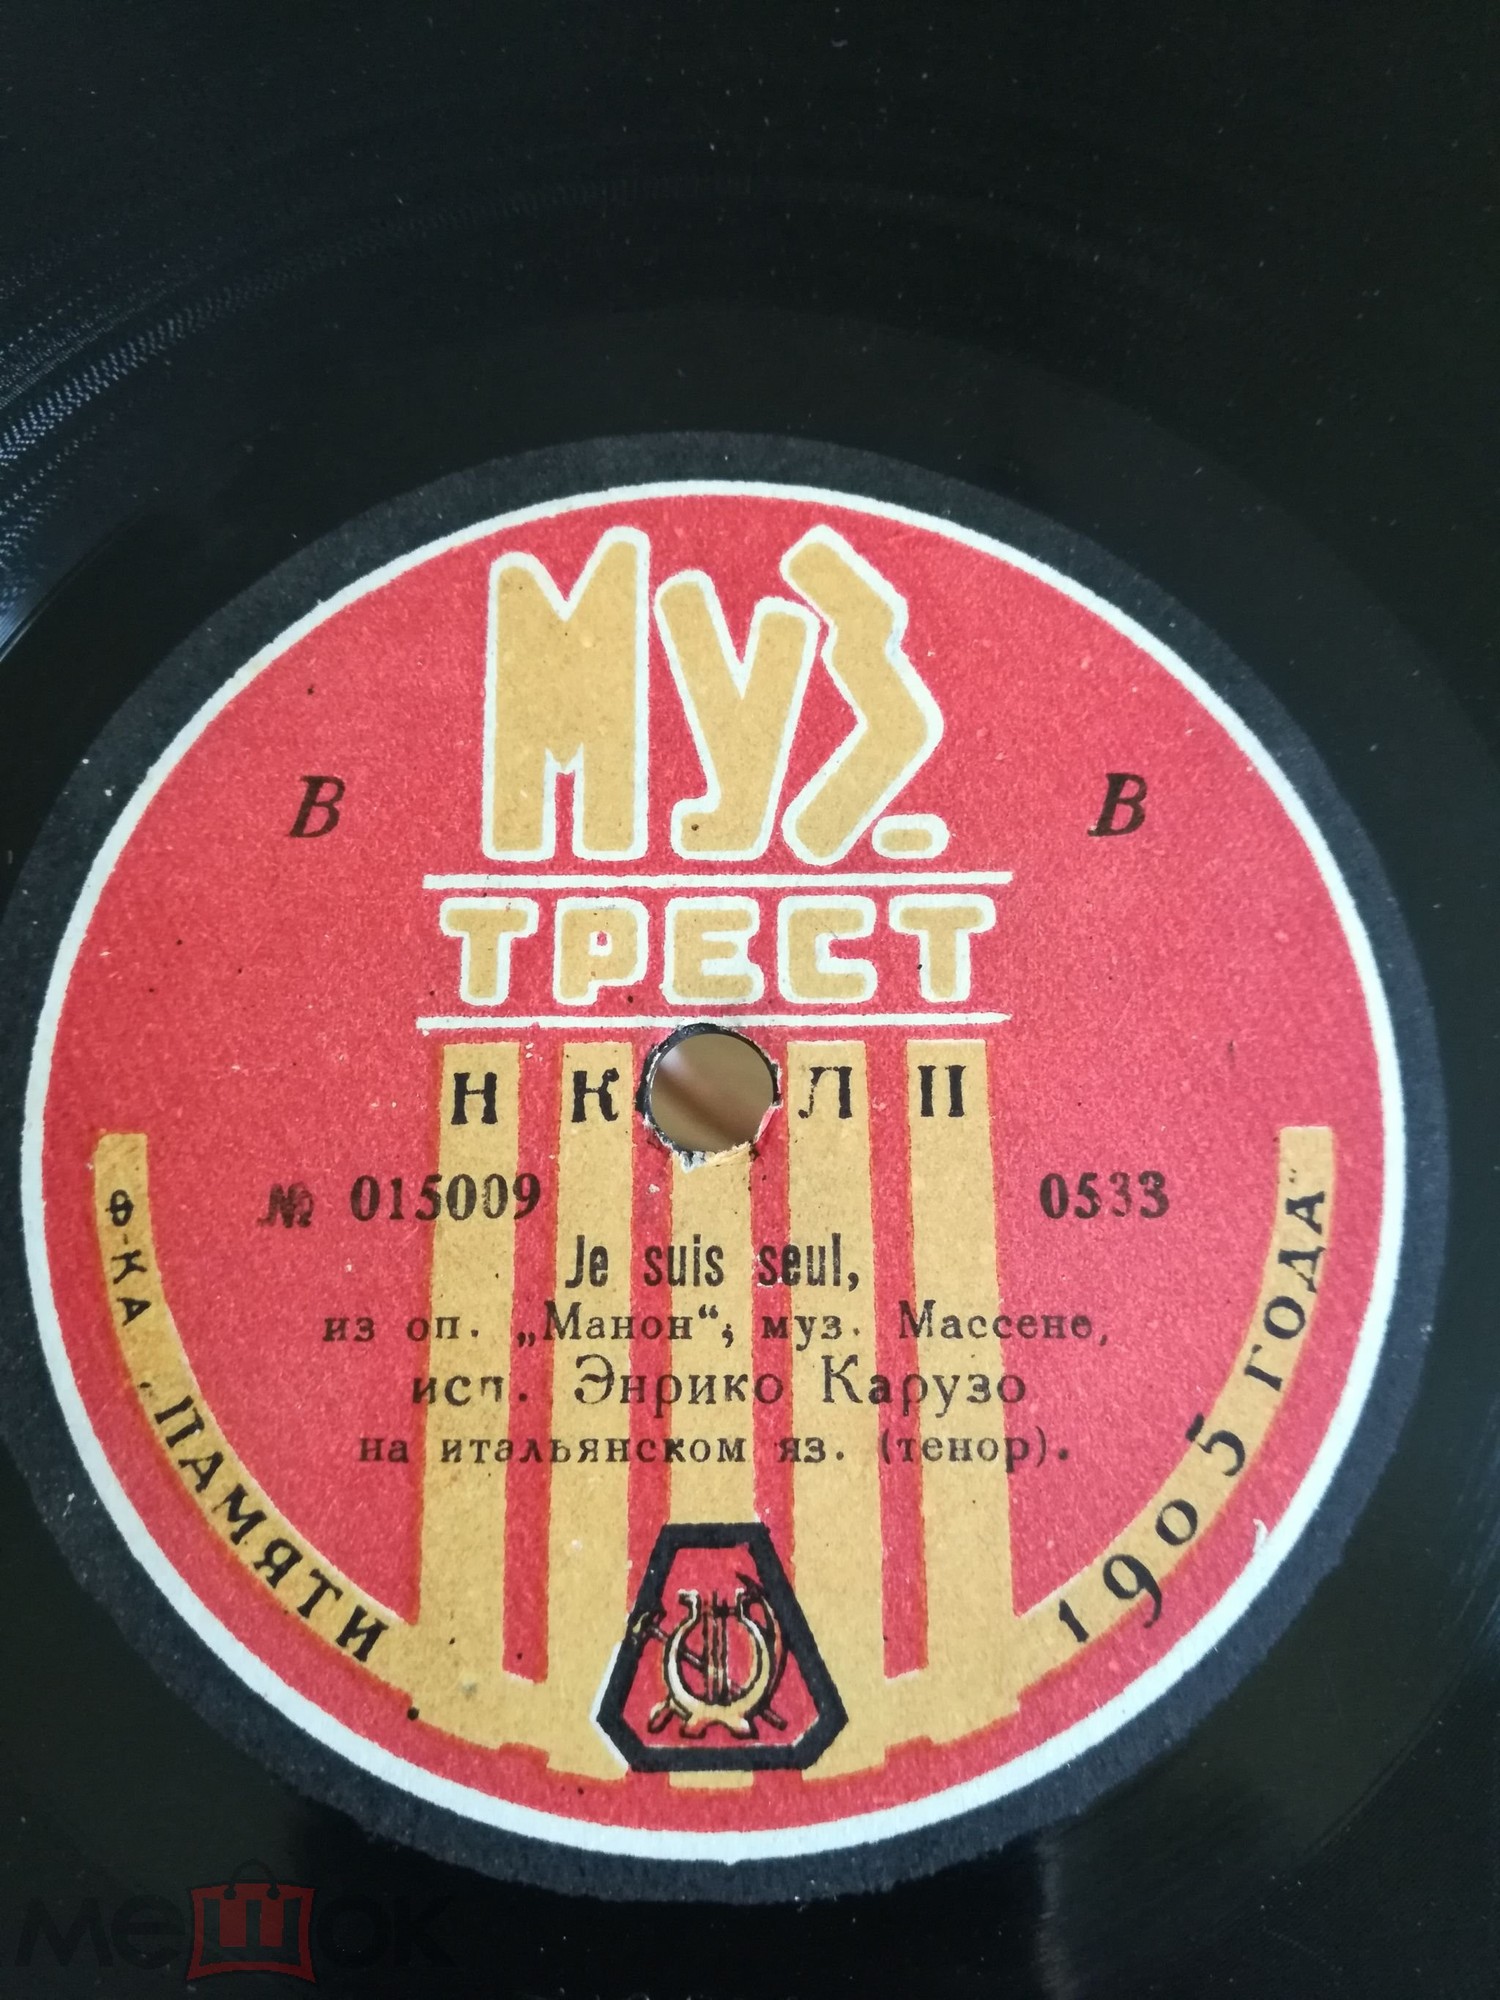 Муз.
В В
ТРЕСТ
Н К Л П
№ 015009 0533
Je suis seul,
из оп. „Манон“; муз. Массене,
исп. Энрико Карузо
на итальянском яз. (тенор).
Ф-КА „ПАМЯТИ 1905 ГОДА“
мешок